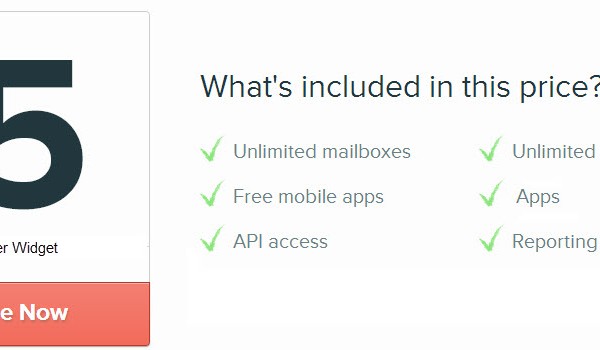 5
er Widget
e Now
What's included in this price?
Unlimited mailboxes
Free mobile apps
API access
Unlimited
Apps
Reporting